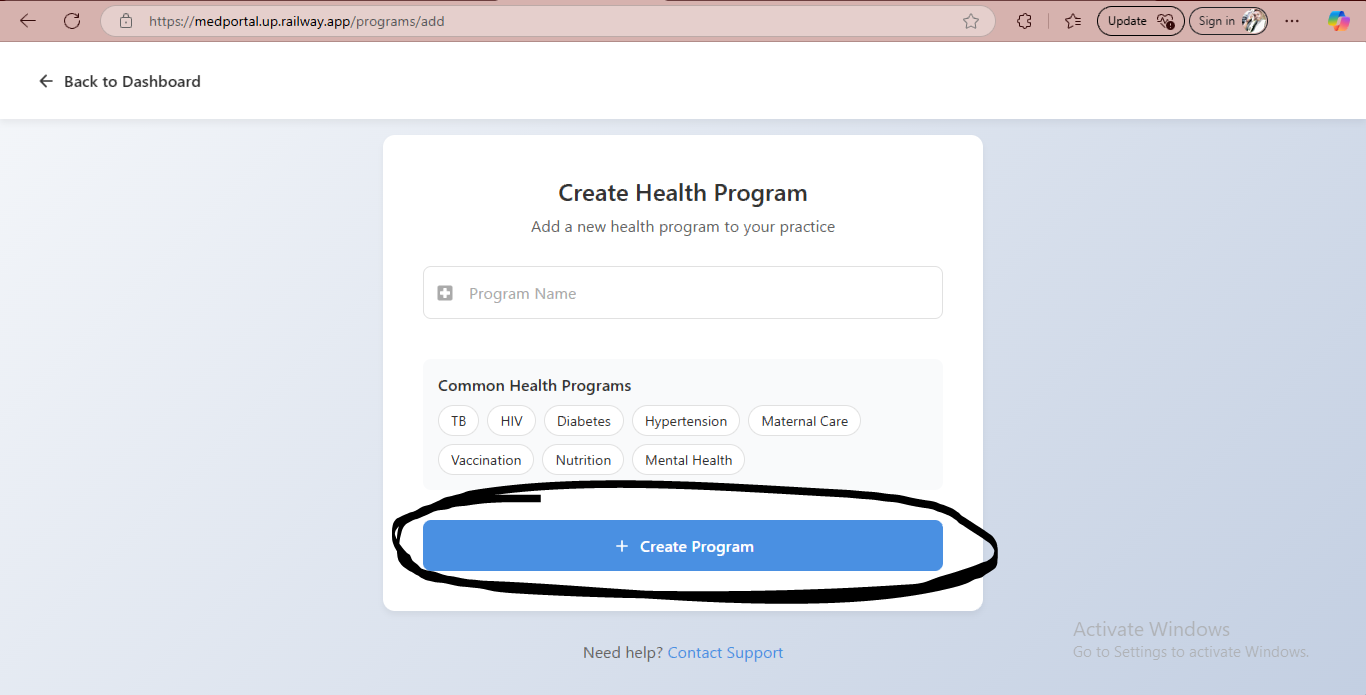 https://medportal.up.railway.app/programs/add
Update
Sign in
Back to Dashboard
Create Health Program
Add a new health program to your practice
Program Name
Common Health Programs
TB HIV Diabetes Hypertension Maternal Care
Vaccination Nutrition Mental Health
+ Create Program
Need help? Contact Support
Activate Windows
Go to Settings to activate Windows.